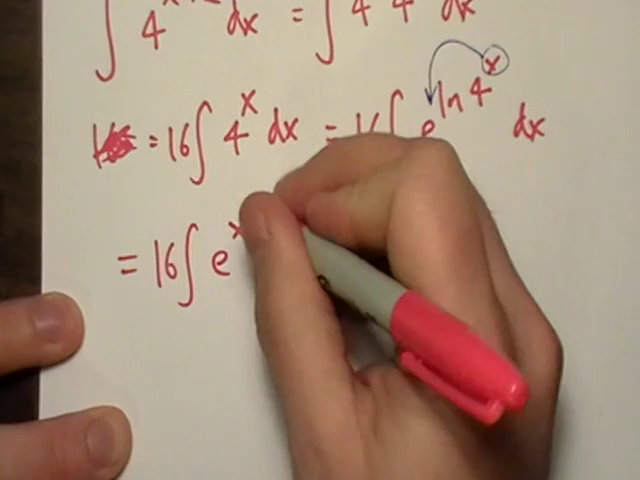 ∫ 4 dx = ∫ 4 4 dx
= 16 ∫ 4^x dx = 16 ∫ e^(ln 4^x) dx
= 16 ∫ e^x